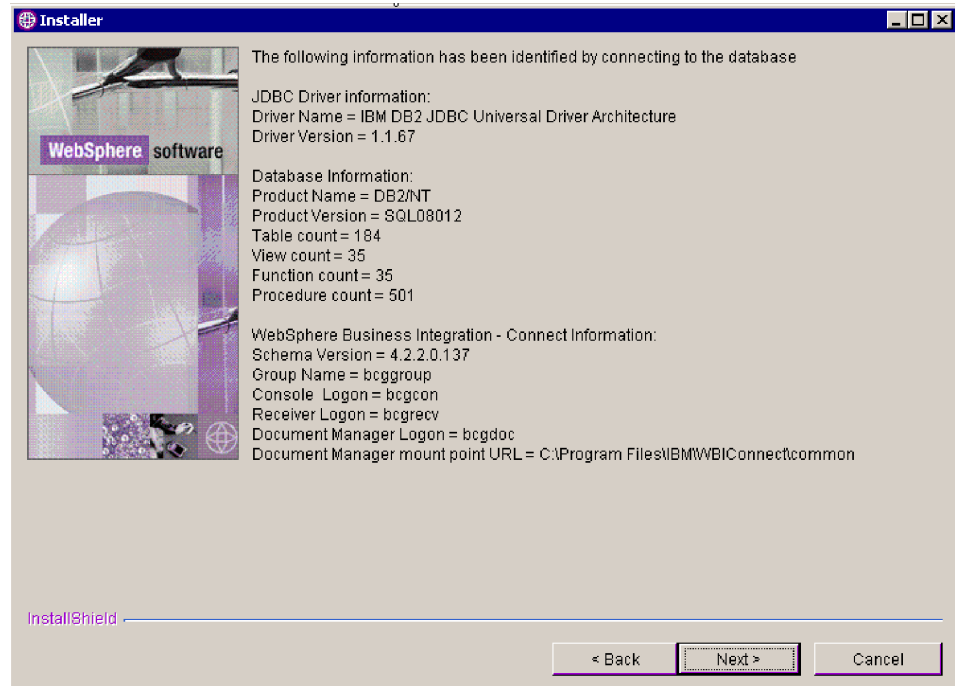 Installer
WebSphere software
The following information has been identified by connecting to the database
JDBC Driver information:
Driver Name = IBM DB2 JDBC Universal Driver Architecture
Driver Version = 1.1.67
Database Information:
Product Name = DB2/NT
Product Version = SQL08012
Table count = 184
View count = 35
Function count = 35
Procedure count = 501
WebSphere Business Integration - Connect Information:
Schema Version = 4.2.2.0.137
Group Name = bcggroup
Console  Logon = bcgcon
Receiver Logon = bcgrecv
Document Manager Logon = bcgdoc
Document Manager mount point URL = C:\Program Files\IBM\WBIConnect\common
InstallShield
< Back Next > Cancel